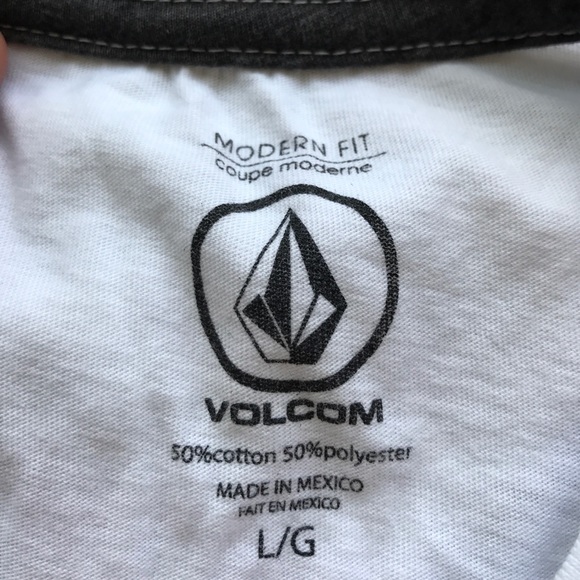 MODERN FIT
coupe moderne
VOLCOM
50%cotton 50%polyester
MADE IN MEXICO
FAIT EN MEXICO
L/G